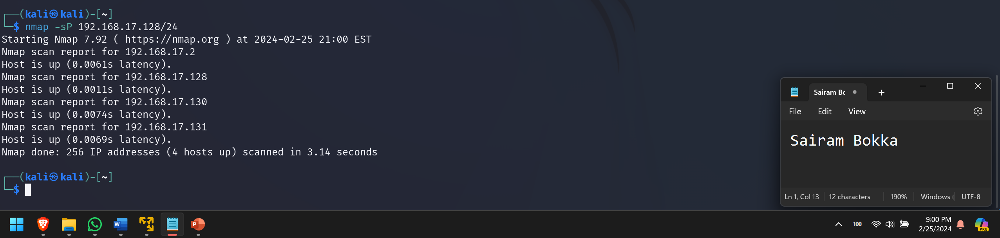 (kali㉿kali)-[~]
$ nmap -sP 192.168.17.128/24
Starting Nmap 7.92 ( https://nmap.org ) at 2024-02-25 21:00 EST
Nmap scan report for 192.168.17.2
Host is up (0.0061s latency).
Nmap scan report for 192.168.17.128
Host is up (0.0011s latency).
Nmap scan report for 192.168.17.130
Host is up (0.0074s latency).
Nmap scan report for 192.168.17.131
Host is up (0.0069s latency).
Nmap done: 256 IP addresses (4 hosts up) scanned in 3.14 seconds
(kali㉿kali)-[~]
$
Sairam Bo
File Edit View
Sairam Bokka
Ln 1, Col 13 12 characters 190% Windows ( UTF-8
W P 100 9:00 PM
2/25/2024
PRE